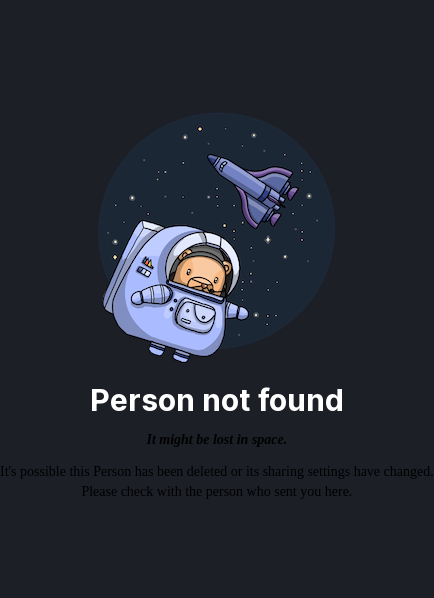 Person not found
It might be lost in space.
It's possible this Person has been deleted or its sharing settings have changed.
Please check with the person who sent you here.